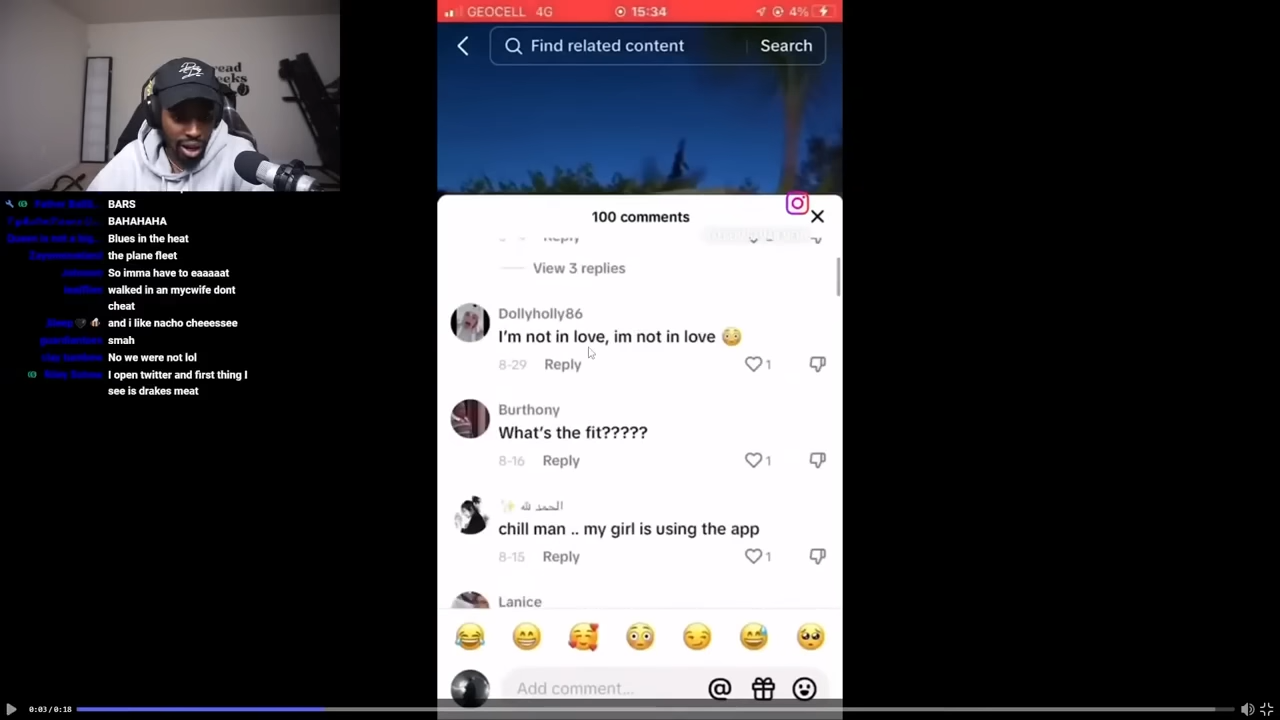 GEOCELL 4G 15:34 4%
Find related content Search
100 comments
Reply
View 3 replies
Dollyholly86
I'm not in love, im not in love 😳
8-29 Reply 1
Burthony
What's the fit?????
8-16 Reply 1
✨ الحمد لله
chill man .. my girl is using the app
8-15 Reply 1
Lanice
Add comment...
BARS
BAHAHAHA
Blues in the heat
the plane fleet
So imma have to eaaaaat
walked in an mycwife dont
cheat
and i like nacho cheeessee
smah
No we were not lol
I open twitter and first thing I
see is drakes meat
0:03/0:18